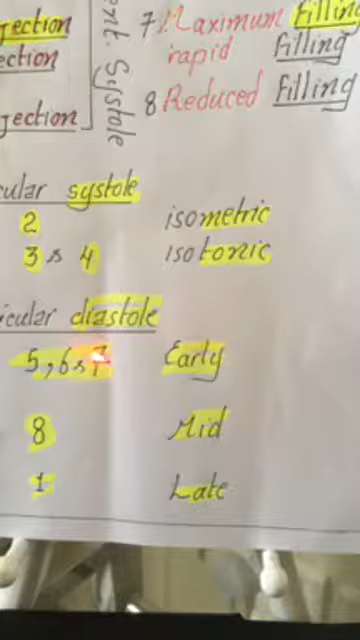 jection
ection
jection
ent. Systole
7 Maximum Filling
rapid filling
8 Reduced Filling
cular systole
2 isometric
3 & 4 isotonic
icular diastole
5, 6 & 7 Early
8 Mid
1 Late